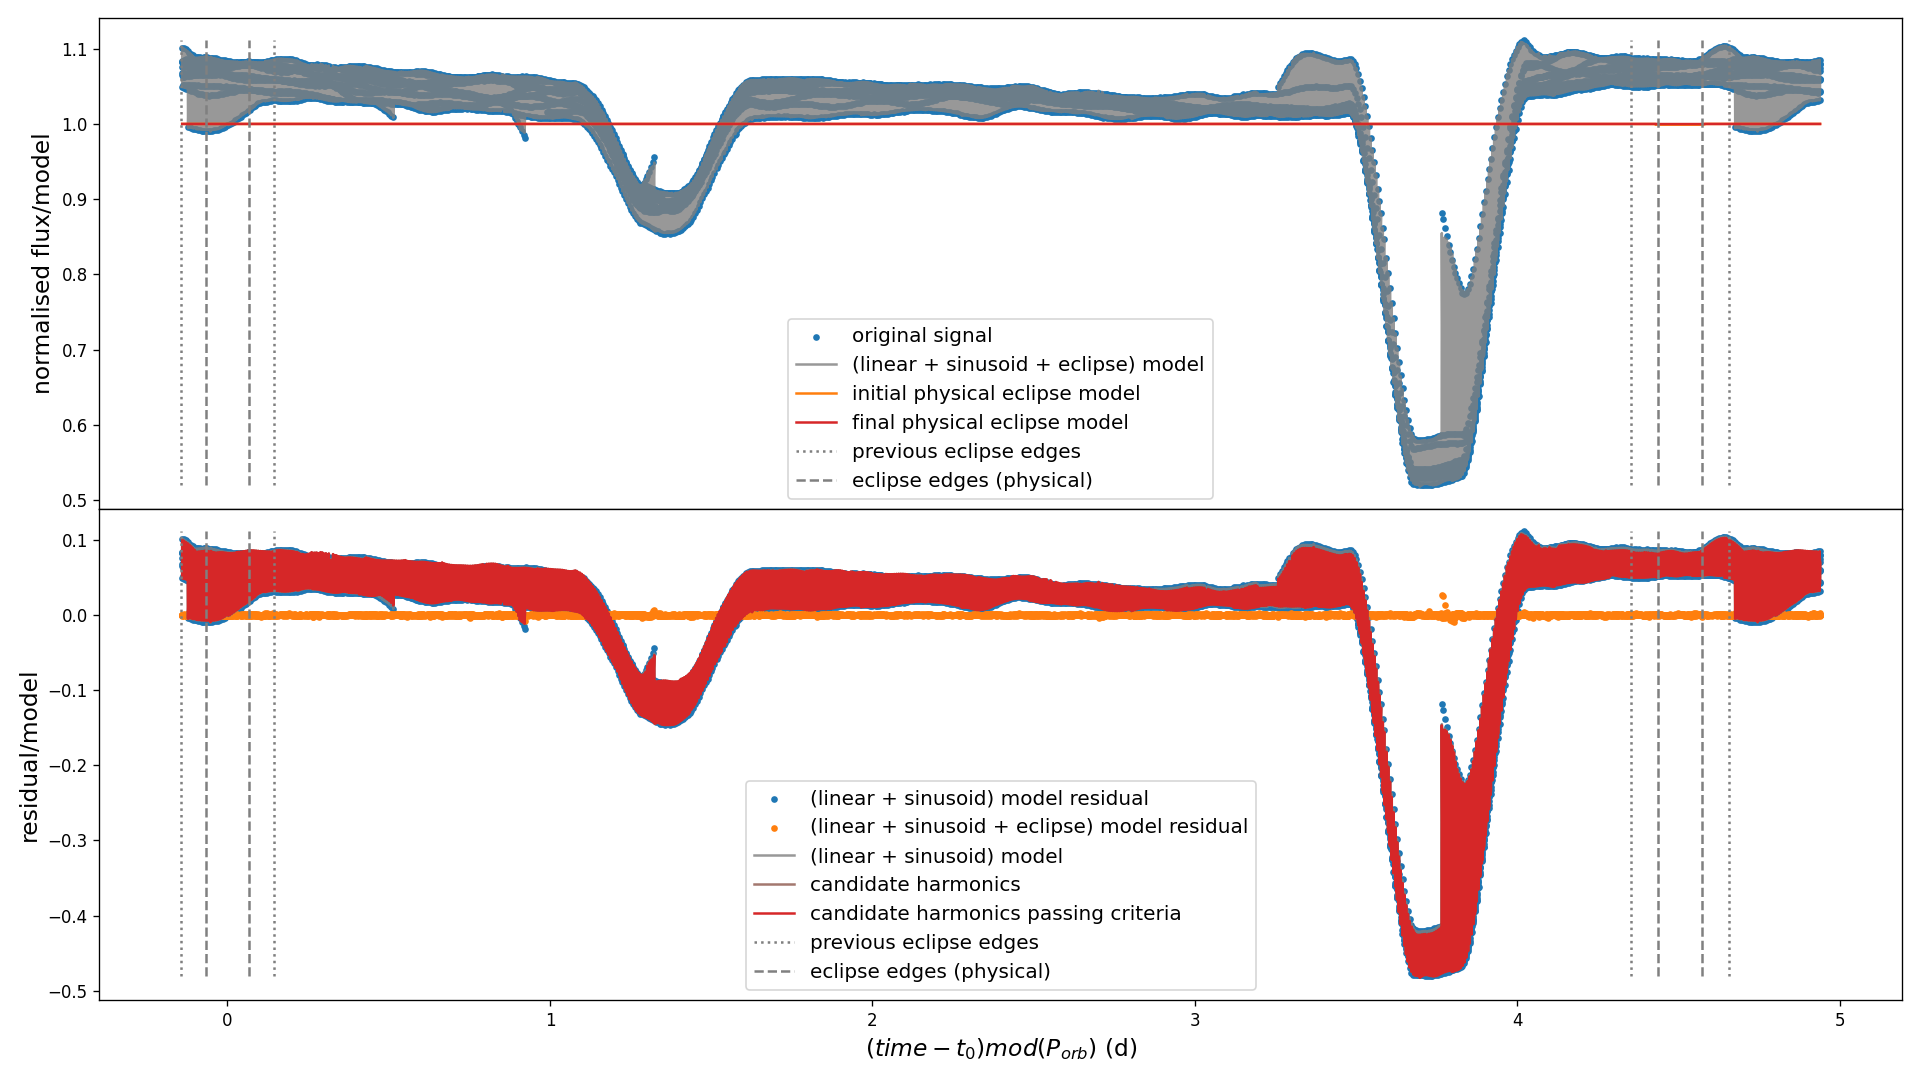 normalised flux/model
1.1
1.0
0.9
0.8
0.7
0.6
0.5
original signal
(linear + sinusoid + eclipse) model
initial physical eclipse model
final physical eclipse model
previous eclipse edges
eclipse edges (physical)
residual/model
0.1
0.0
−0.1
−0.2
−0.3
−0.4
−0.5
(linear + sinusoid) model residual
(linear + sinusoid + eclipse) model residual
(linear + sinusoid) model
candidate harmonics
candidate harmonics passing criteria
previous eclipse edges
eclipse edges (physical)
0 1 2 3 4 5
(time − t₀)mod(Pₒᵣb) (d)